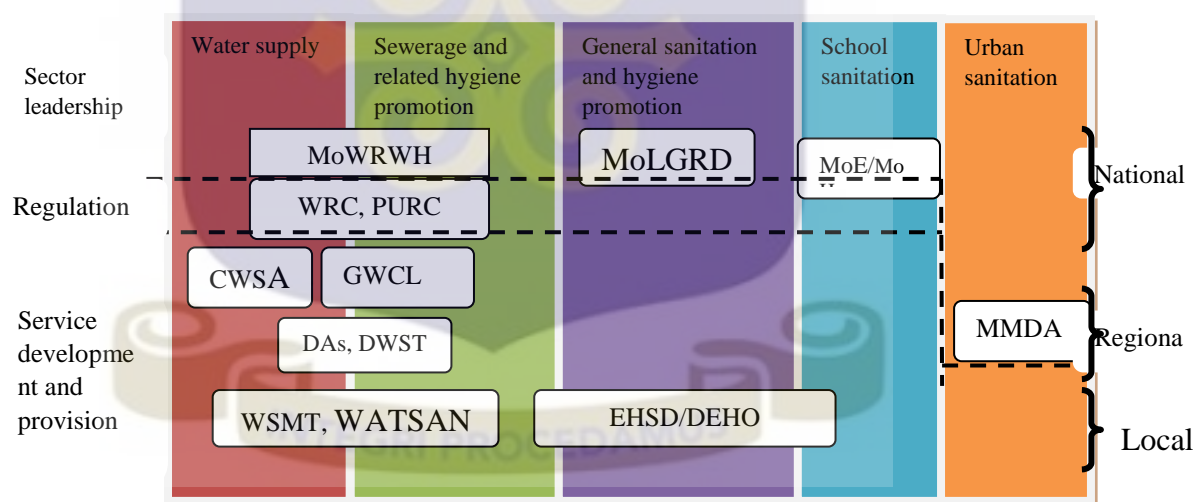 Sector
leadership
Water supply
Sewerage and
related hygiene
promotion
General sanitation
and hygiene
promotion
School
sanitation
Urban
sanitation
MoWRWH
MoLGRD
MoE/Mo
National
Regulation
WRC, PURC
CWSA
GWCL
Service
developme
nt and
provision
DAs, DWST
MMDA
Regiona
WSMT, WATSAN
EHSD/DEHO
Local
PROCEDAMUS